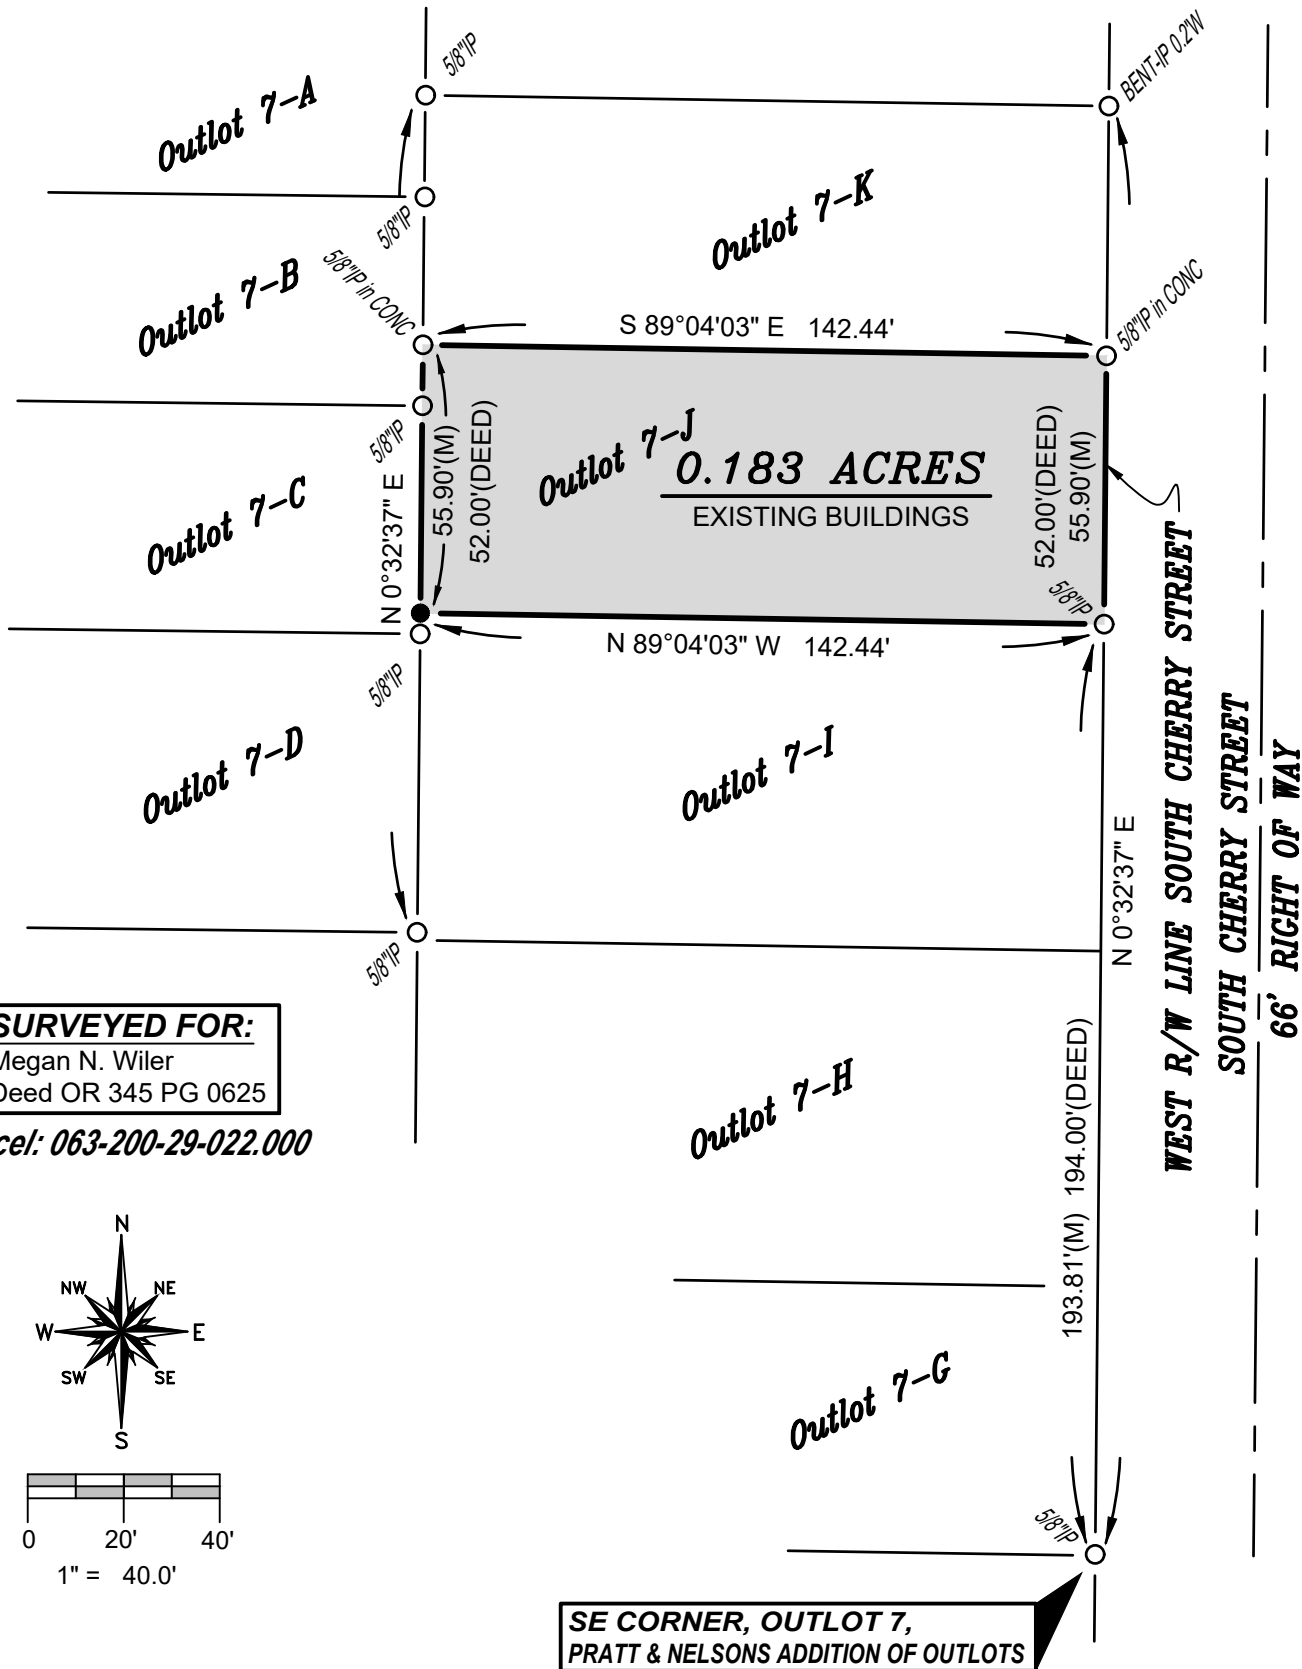 5/8"IP
BENT-IP 0.2'W
Outlot 7-A
5/8"IP
Outlot 7-K
5/8"IP in CONC
Outlot 7-B
5/8"IP in CONC
S 89°04'03" E 142.44'
5/8"IP
Outlot 7-J
0.183 ACRES
EXISTING BUILDINGS
N 0°32'37" E
55.90'(M)
52.00'(DEED)
52.00'(DEED)
55.90'(M)
Outlot 7-C
5/8"IP
N 89°04'03" W 142.44'
5/8"IP
Outlot 7-D
Outlot 7-I
WEST R/W LINE SOUTH CHERRY STREET
SOUTH CHERRY STREET
66' RIGHT OF WAY
N 0°32'37" E
5/8"IP
SURVEYED FOR:
Megan N. Wiler
Deed OR 345 PG 0625
cel: 063-200-29-022.000
Outlot 7-H
193.81'(M) 194.00'(DEED)
N
NW NE
W E
SW SE
S
Outlot 7-G
0 20' 40'
1" = 40.0'
5/8"IP
SE CORNER, OUTLOT 7,
PRATT & NELSONS ADDITION OF OUTLOTS